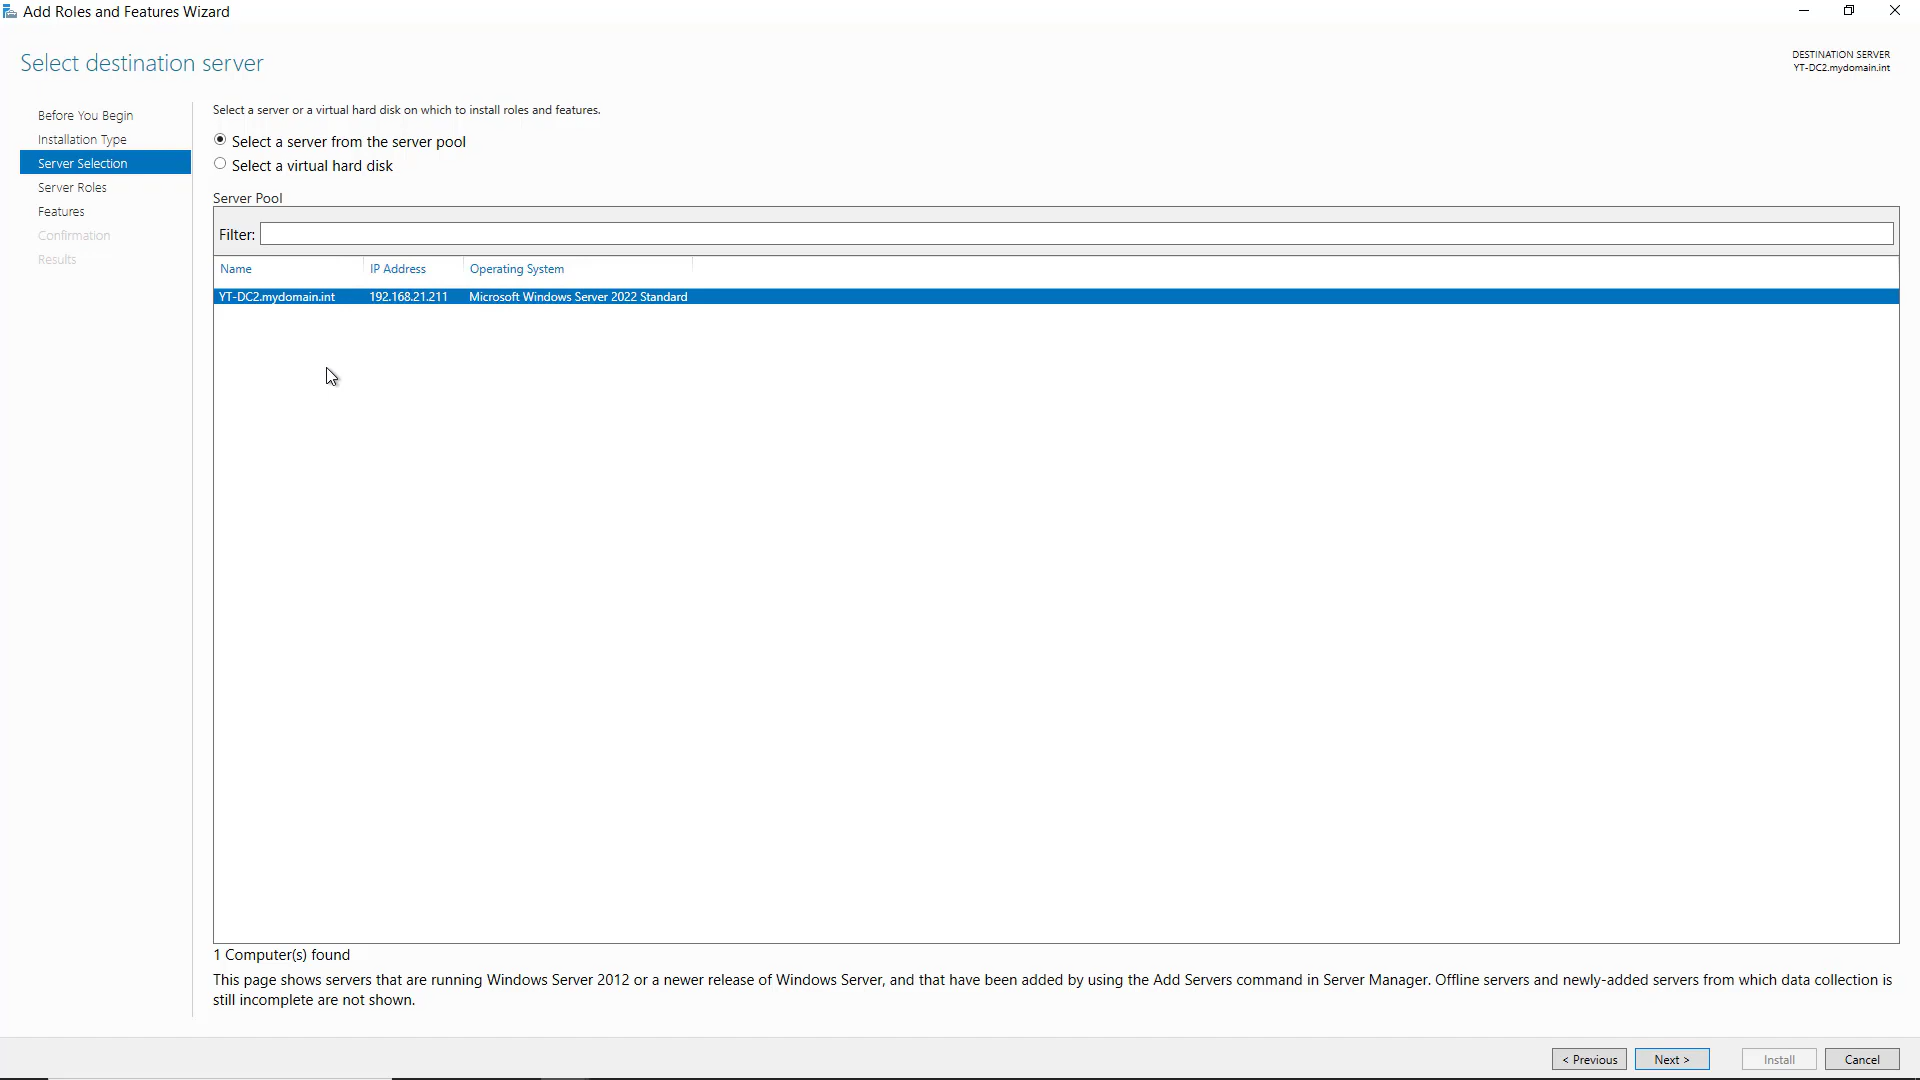 Add Roles and Features Wizard
Select destination server
DESTINATION SERVER
YT-DC2.mydomain.int
Before You Begin
Installation Type
Server Selection
Server Roles
Features
Confirmation
Results
Select a server or a virtual hard disk on which to install roles and features.
Select a server from the server pool
Select a virtual hard disk
Server Pool
Filter:
Name IP Address Operating System
YT-DC2.mydomain.int 192.168.21.211 Microsoft Windows Server 2022 Standard
1 Computer(s) found
This page shows servers that are running Windows Server 2012 or a newer release of Windows Server, and that have been added by using the Add Servers command in Server Manager. Offline servers and newly-added servers from which data collection is
still incomplete are not shown.
< Previous Next > Install Cancel